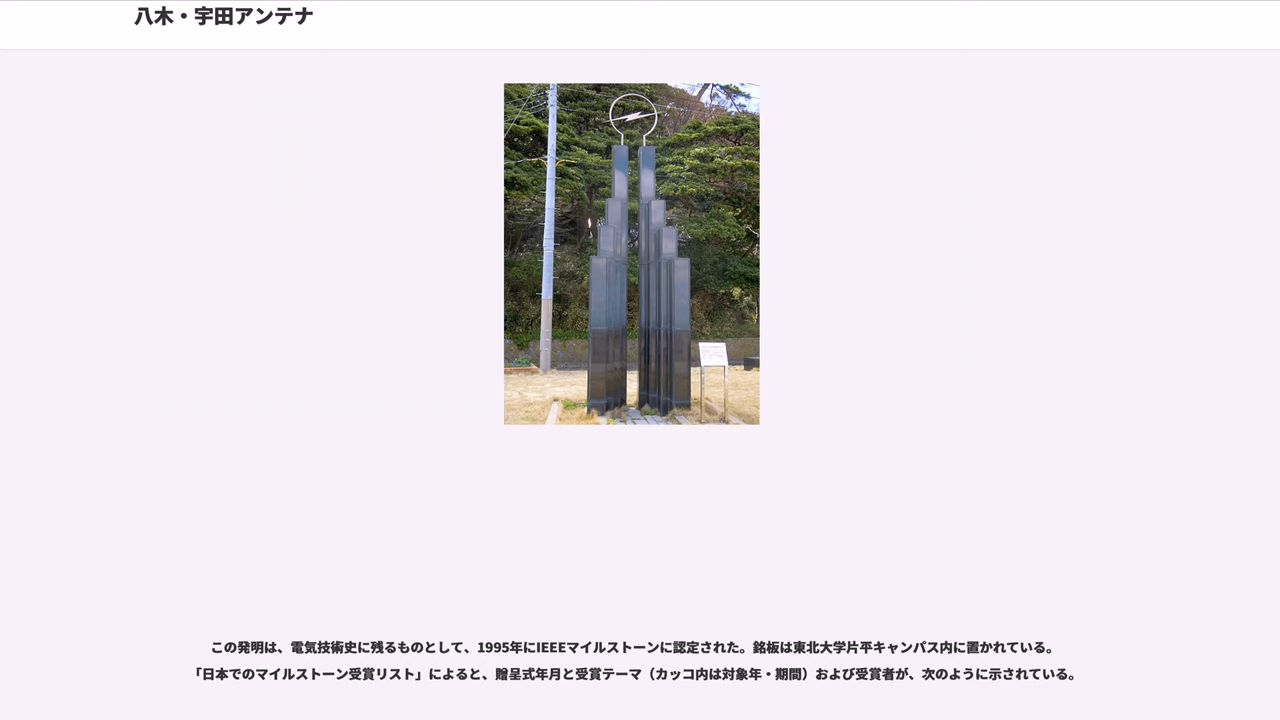 八木・宇田アンテナ
この発明は、電気技術史に残るものとして、1995年にIEEEマイルストーンに認定された。銘板は東北大学片平キャンパス内に置かれている。
「日本でのマイルストーン受賞リスト」によると、贈呈式年月と受賞テーマ（カッコ内は対象年・期間）および受賞者が、次のように示されている。